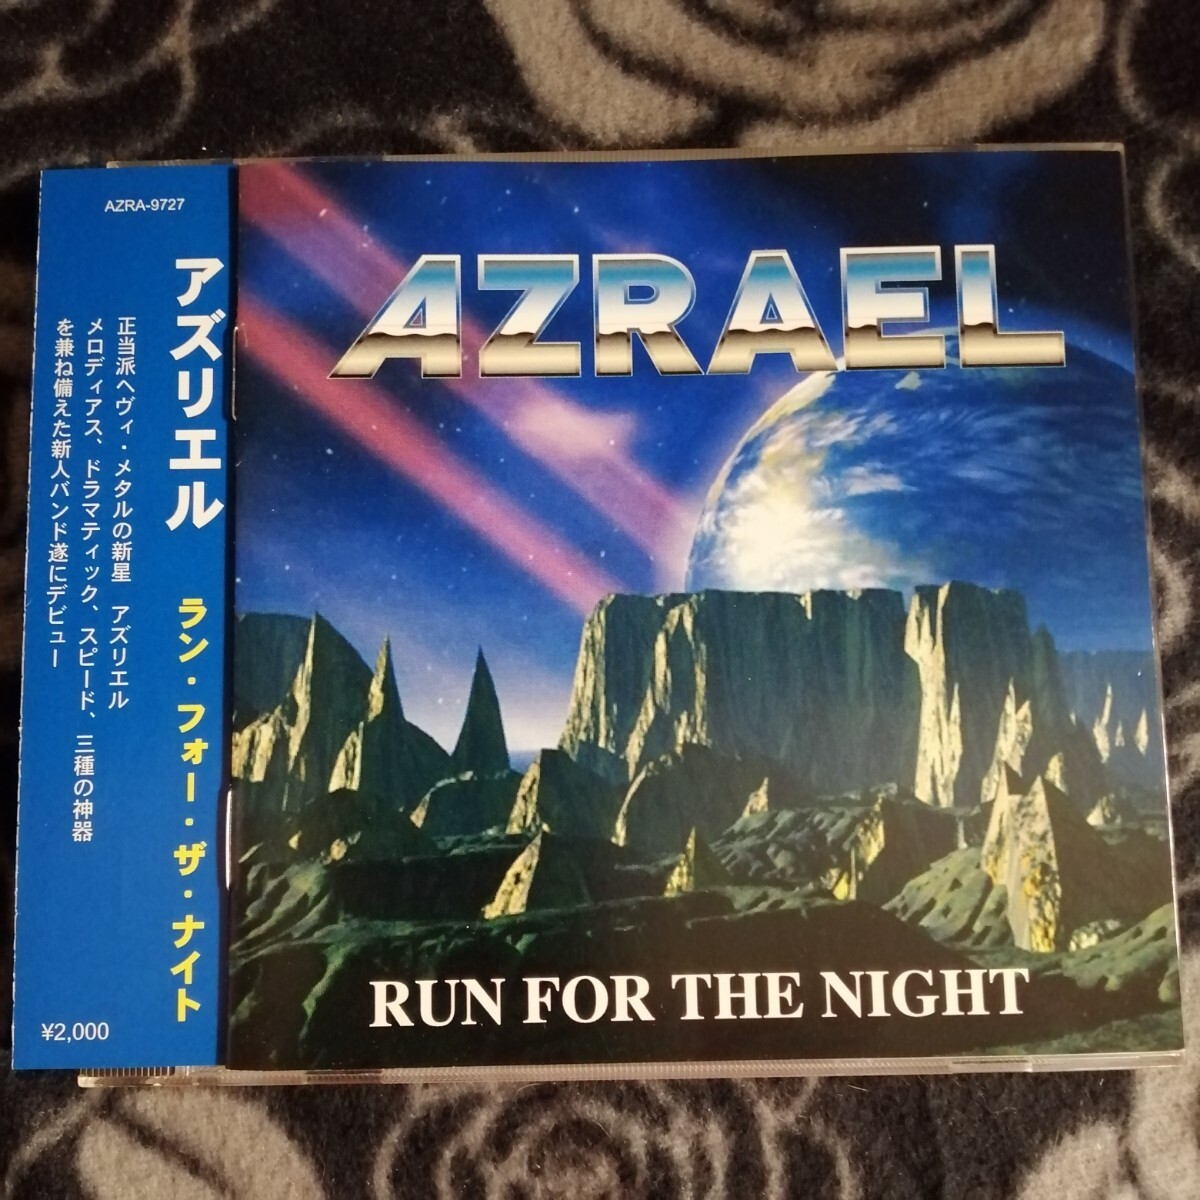 AZRA-9727
アズリエル
ラン・フォー・ザ・ナイト
正当派ヘヴィ・メタルの新星 アズリエル
メロディアス、ドラマティック、スピード、三種の神器
を兼ね備えた新人バンド遂にデビュー
¥2,000
AZRAEL
RUN FOR THE NIGHT